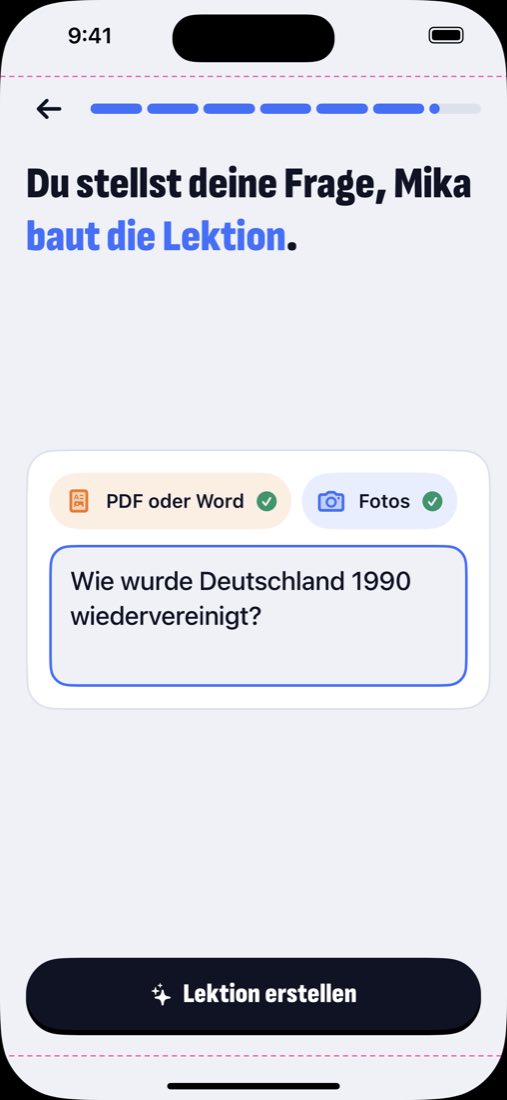 9:41
Du stellst deine Frage, Mika
baut die Lektion.
PDF oder Word
Fotos
Wie wurde Deutschland 1990
wiedervereinigt?
Lektion erstellen